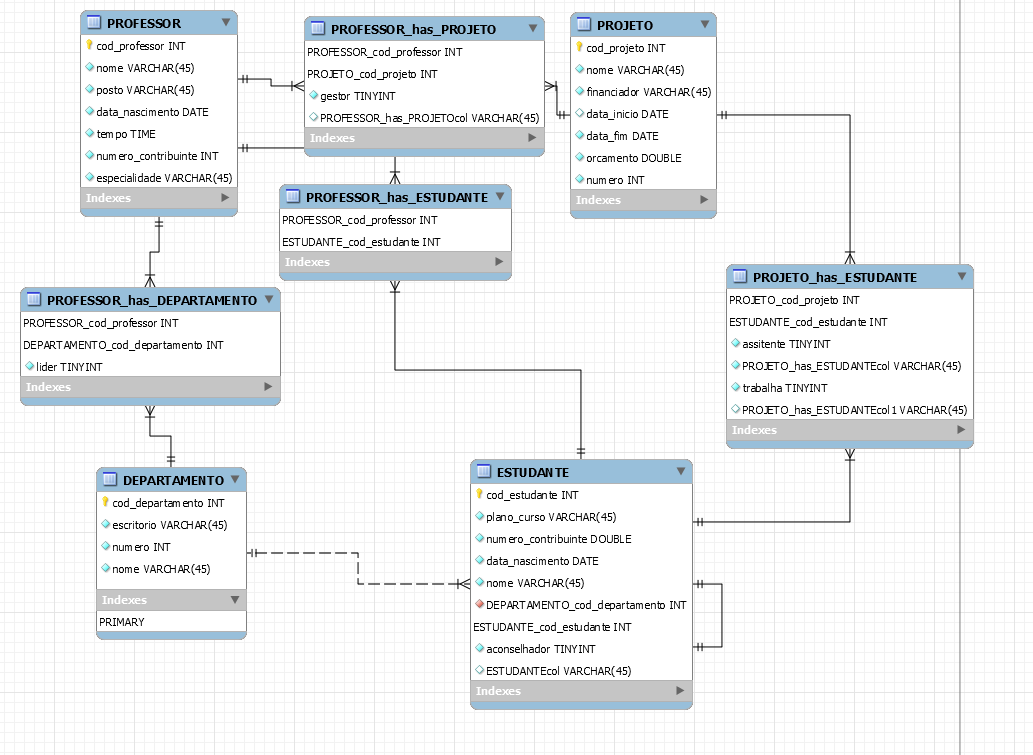 PROFESSOR
cod_professor INT
nome VARCHAR(45)
posto VARCHAR(45)
data_nascimento DATE
tempo TIME
numero_contribuinte INT
especialidade VARCHAR(45)
Indexes
PROFESSOR_has_PROJETO
PROFESSOR_cod_professor INT
PROJETO_cod_projeto INT
gestor TINYINT
PROFESSOR_has_PROJETOcol VARCHAR(45)
Indexes
PROJETO
cod_projeto INT
nome VARCHAR(45)
financiador VARCHAR(45)
data_inicio DATE
data_fim DATE
orcamento DOUBLE
numero INT
Indexes
PROFESSOR_has_ESTUDANTE
PROFESSOR_cod_professor INT
ESTUDANTE_cod_estudante INT
Indexes
PROFESSOR_has_DEPARTAMENTO
PROFESSOR_cod_professor INT
DEPARTAMENTO_cod_departamento INT
lider TINYINT
Indexes
PROJETO_has_ESTUDANTE
PROJETO_cod_projeto INT
ESTUDANTE_cod_estudante INT
assitente TINYINT
PROJETO_has_ESTUDANTEcol VARCHAR(45)
trabalha TINYINT
PROJETO_has_ESTUDANTEcol1 VARCHAR(45)
Indexes
DEPARTAMENTO
cod_departamento INT
escritorio VARCHAR(45)
numero INT
nome VARCHAR(45)
Indexes
PRIMARY
ESTUDANTE
cod_estudante INT
plano_curso VARCHAR(45)
numero_contribuinte DOUBLE
data_nascimento DATE
nome VARCHAR(45)
DEPARTAMENTO_cod_departamento INT
ESTUDANTE_cod_estudante INT
aconselhador TINYINT
ESTUDANTEcol VARCHAR(45)
Indexes